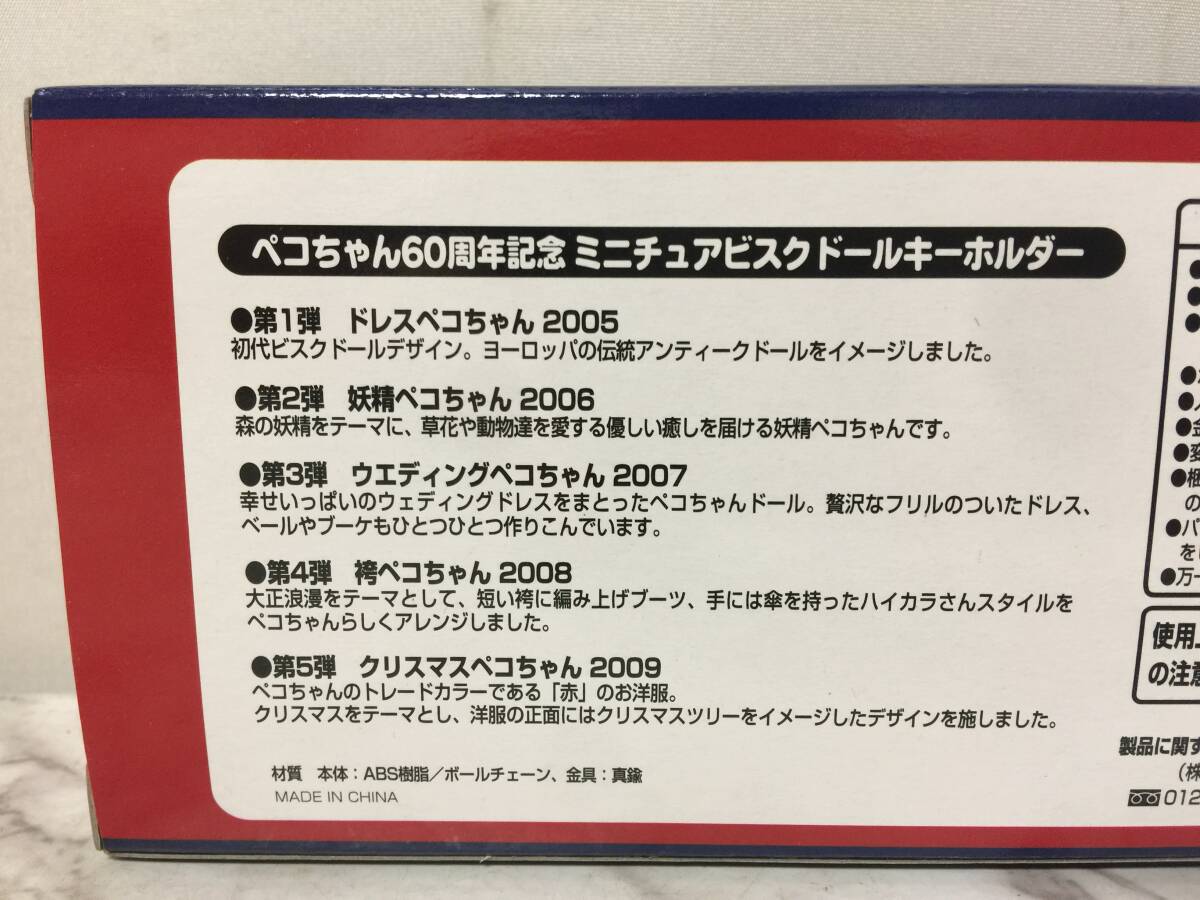 ペコちゃん60周年記念 ミニチュアビスクドールキーホルダー
●第1弾　ドレスペコちゃん 2005
初代ビスクドールデザイン。ヨーロッパの伝統アンティークドールをイメージしました。
●第2弾　妖精ペコちゃん 2006
森の妖精をテーマに、草花や動物達を愛する優しい癒しを届ける妖精ペコちゃんです。
●第3弾　ウエディングペコちゃん 2007
幸せいっぱいのウェディングドレスをまとったペコちゃんドール。贅沢なフリルのついたドレス、
ベールやブーケもひとつひとつ作りこんでいます。
●第4弾　袴ペコちゃん 2008
大正浪漫をテーマとして、短い袴に編み上げブーツ、手には傘を持ったハイカラさんスタイルを
ペコちゃんらしくアレンジしました。
●第5弾　クリスマスペコちゃん 2009
ペコちゃんのトレードカラーである「赤」のお洋服。
クリスマスをテーマとし、洋服の正面にはクリスマスツリーをイメージしたデザインを施しました。
材質　本体：ABS樹脂／ボールチェーン、金具：真鍮
MADE IN CHINA
●金
●変
の
●パ
を
●万一
使用上
の注意
製品に関す
（株
012